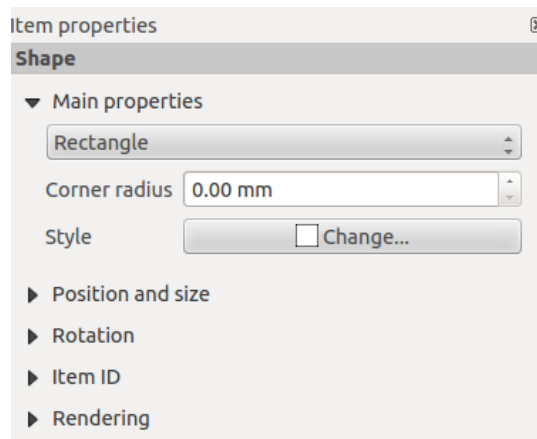 Item properties
Shape
Main properties
Rectangle
Corner radius 0.00 mm
Style Change...
Position and size
Rotation
Item ID
Rendering